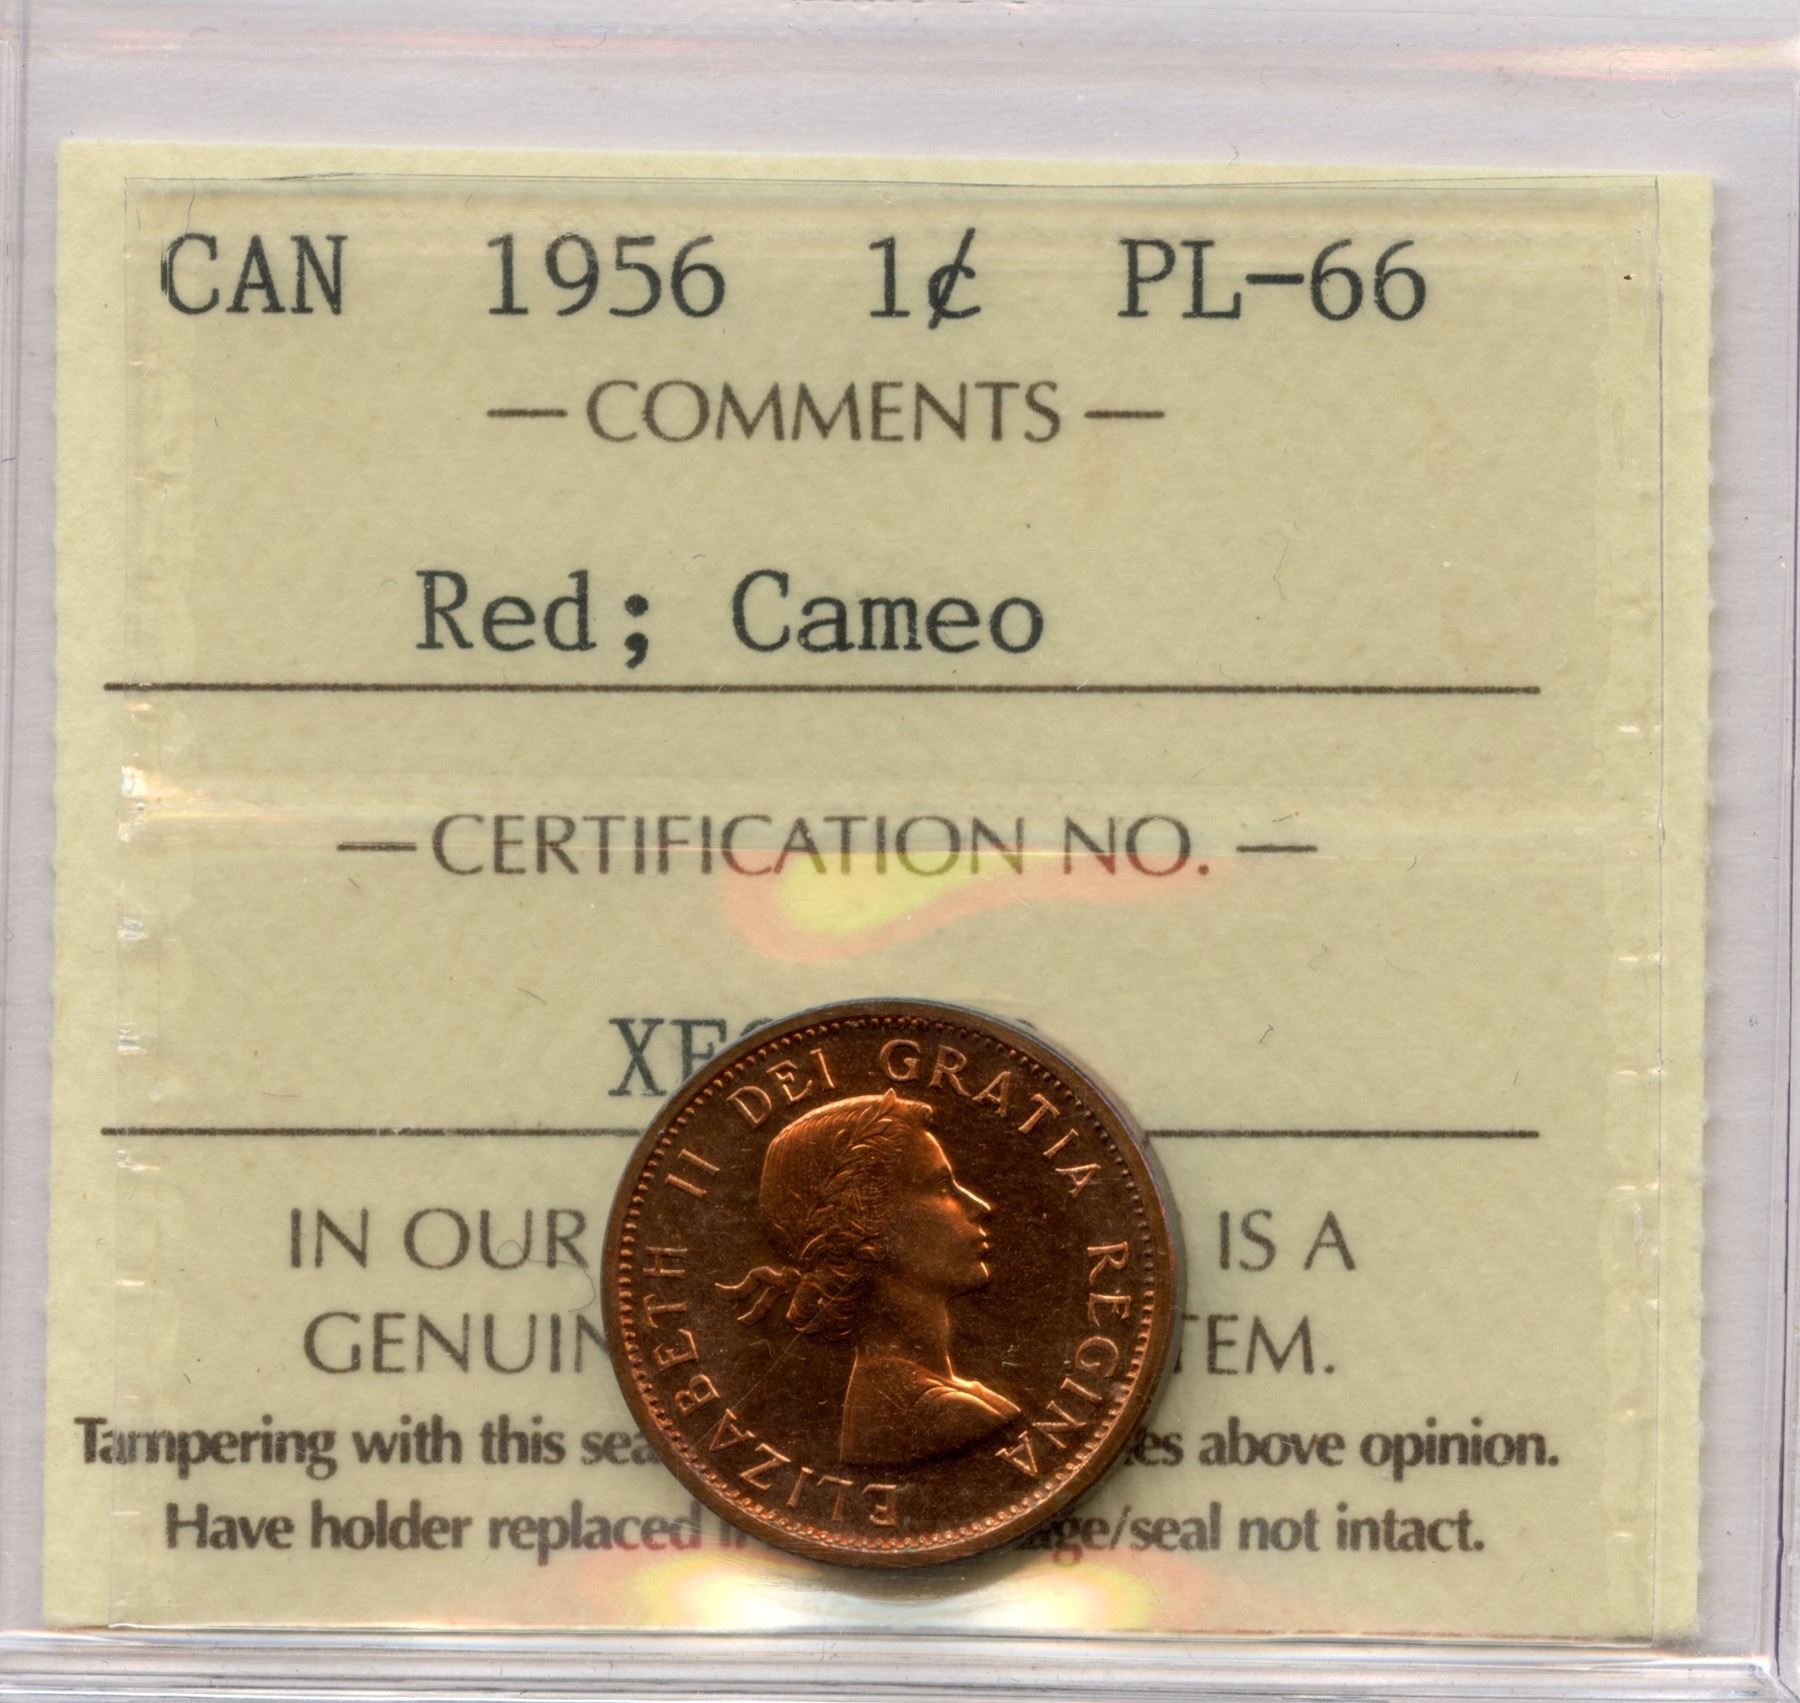 CAN 1956 1¢ PL-66
— COMMENTS —
Red; Cameo
— CERTIFICATION NO. —
IN OUR IS A
GENUIN TEM.
Tampering with this sea es above opinion.
Have holder replaced ge/seal not intact.
ELIZABETH II DEI GRATIA REGINA